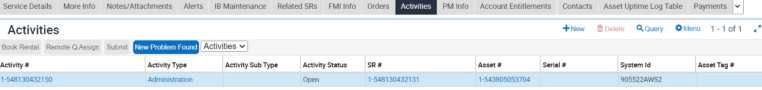 Service Details More Info Notes/Attachments Alerts IB Maintenance Related SRs FMI Info Orders Activities PM Info Account Entitlements Contacts Asset Uptime Log Table Payments
Activities New Delete Query Menu 1 - 1 of 1
Book Rental Remote Q Assign Submit New Problem Found Activities
Activity # Activity Type Activity Sub Type Activity Status SR # Asset # Serial # System Id Asset Tag #
1-548130432150 Administration Open 1-548130432131 1-543805053704 905522AWS2